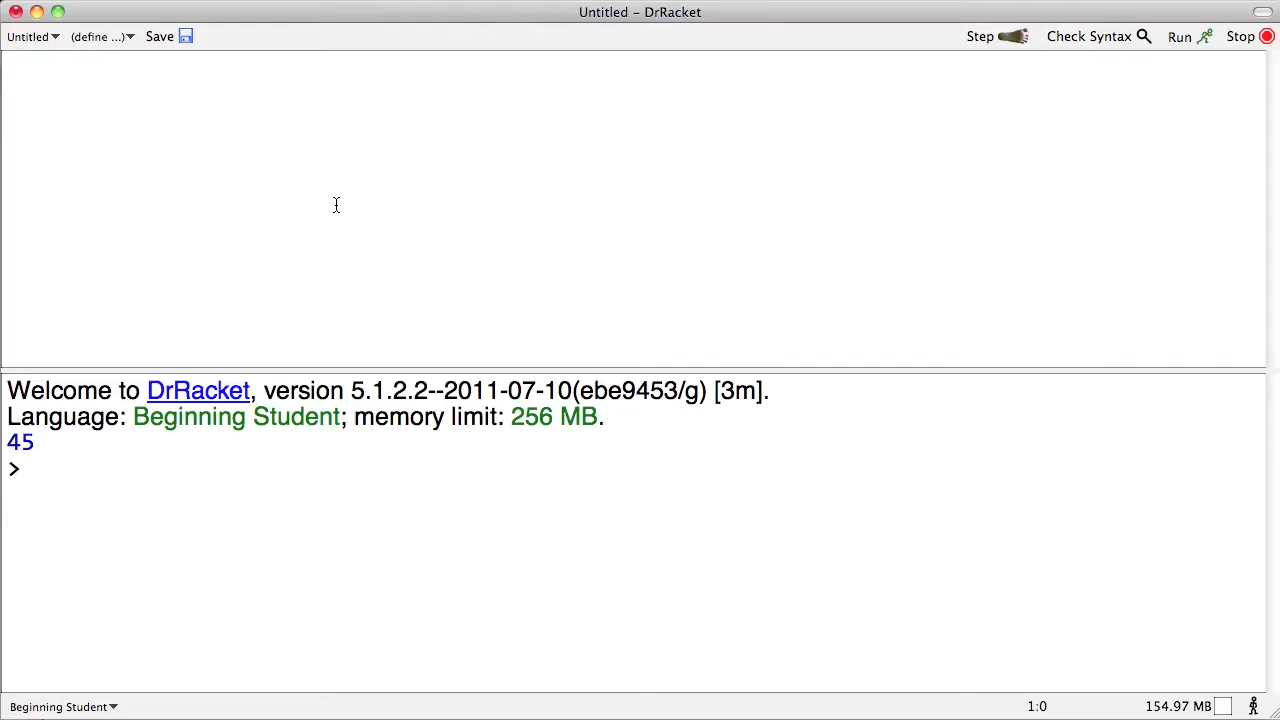 Untitled – DrRacket
Untitled (define ...) Save Step Check Syntax Run Stop
Welcome to DrRacket, version 5.1.2.2--2011-07-10(ebe9453/g) [3m].
Language: Beginning Student; memory limit: 256 MB.
45
>
Beginning Student 1:0 154.97 MB